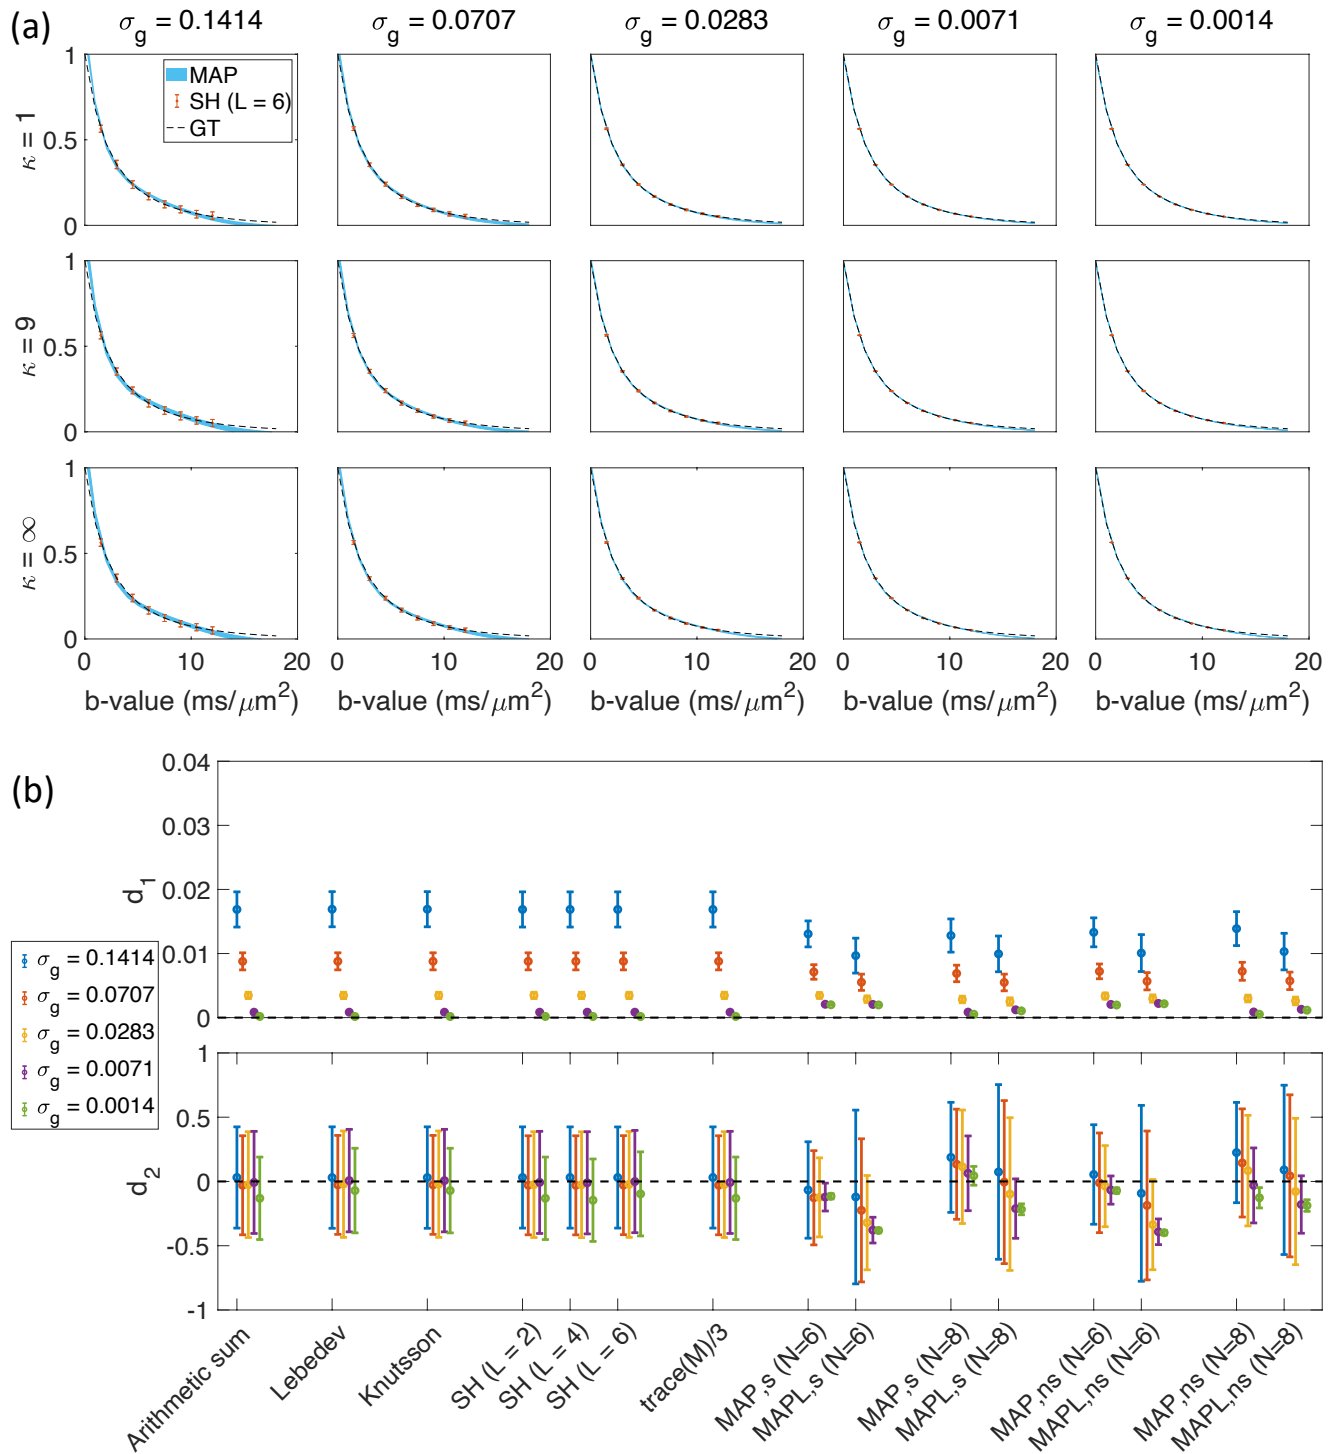 (a)
σg = 0.1414 σg = 0.0707 σg = 0.0283 σg = 0.0071 σg = 0.0014
1
MAP
SH (L = 6)
GT
κ = 1
0.5
0
1
κ = 9
0.5
0
1
κ = ∞
0.5
0
0 10 20 0 10 20 0 10 20 0 10 20 0 10 20
b-value (ms/μm²) b-value (ms/μm²) b-value (ms/μm²) b-value (ms/μm²) b-value (ms/μm²)
(b)
0.04
0.03
d1
0.02
0.01
0
σg = 0.1414
σg = 0.0707
σg = 0.0283
σg = 0.0071
σg = 0.0014
1
0.5
d2
0
-0.5
-1
Arithmetic sum
Lebedev
Knutsson
SH (L = 2)
SH (L = 4)
SH (L = 6)
trace(M)/3
MAP,s (N=6)
MAPL,s (N=6)
MAP,s (N=8)
MAPL,s (N=8)
MAP,ns (N=6)
MAPL,ns (N=6)
MAP,ns (N=8)
MAPL,ns (N=8)